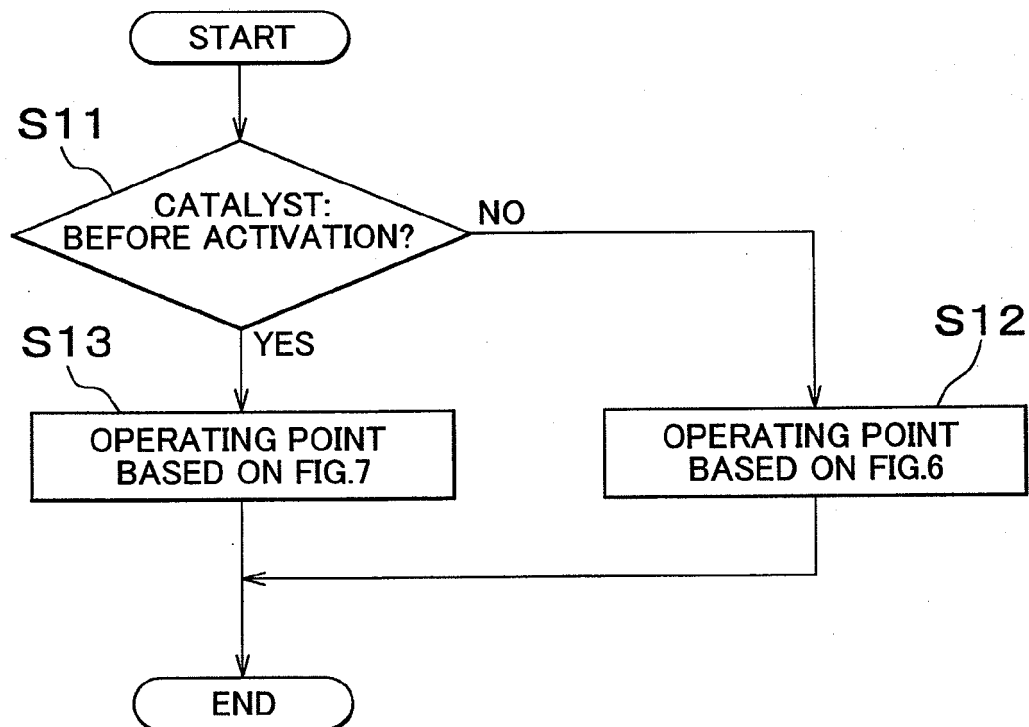 START
S11
CATALYST:
BEFORE ACTIVATION?
NO
YES
S13
S12
OPERATING POINT
BASED ON FIG.7
OPERATING POINT
BASED ON FIG.6
END